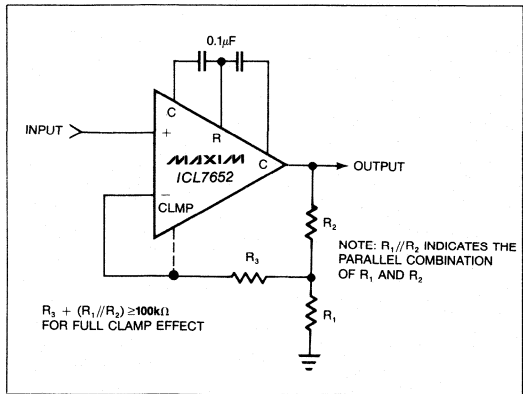 0.1μF
C
R
C
INPUT
+
MAXIM
ICL7652
−
CLMP
OUTPUT
R₂
NOTE: R₁//R₂ INDICATES THE
PARALLEL COMBINATION
OF R₁ AND R₂
R₃
R₁
R₃ + (R₁//R₂) ≥100kΩ
FOR FULL CLAMP EFFECT